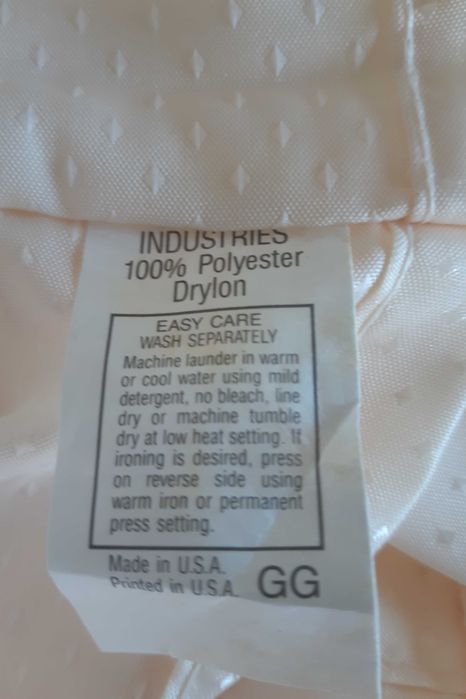 INDUSTRIES
100% Polyester
Drylon
EASY CARE
WASH SEPARATELY
Machine launder in warm
or cool water using mild
detergent, no bleach, line
dry or machine tumble
dry at low heat setting. If
ironing is desired, press
on reverse side using
warm iron or permanent
press setting.
Made in U.S.A.
Printed in U.S.A. GG